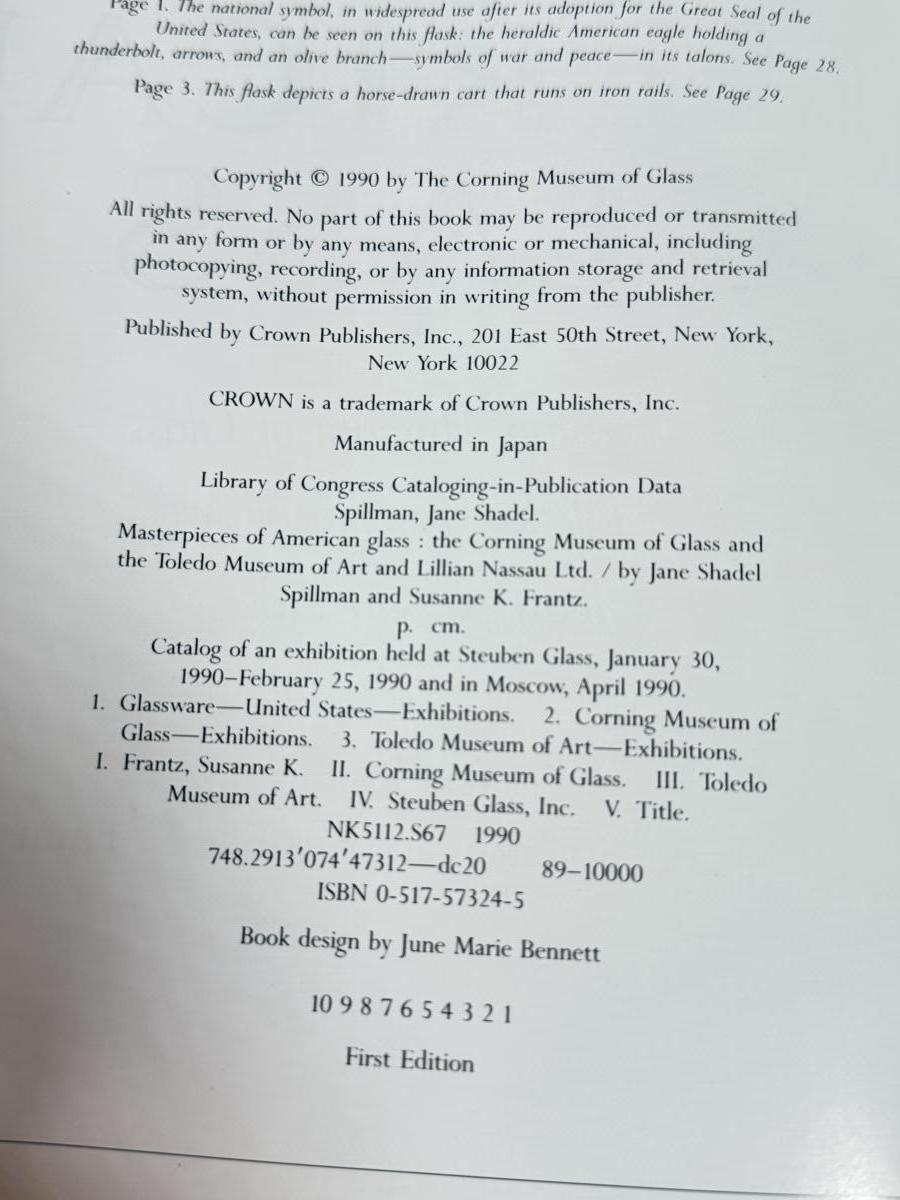 Page 1. The national symbol, in widespread use after its adoption for the Great Seal of the
United States, can be seen on this flask: the heraldic American eagle holding a
thunderbolt, arrows, and an olive branch—symbols of war and peace—in its talons. See Page 28.
Page 3. This flask depicts a horse-drawn cart that runs on iron rails. See Page 29.
Copyright © 1990 by The Corning Museum of Glass
All rights reserved. No part of this book may be reproduced or transmitted
in any form or by any means, electronic or mechanical, including
photocopying, recording, or by any information storage and retrieval
system, without permission in writing from the publisher.
Published by Crown Publishers, Inc., 201 East 50th Street, New York,
New York 10022
CROWN is a trademark of Crown Publishers, Inc.
Manufactured in Japan
Library of Congress Cataloging-in-Publication Data
Spillman, Jane Shadel.
Masterpieces of American glass : the Corning Museum of Glass and
the Toledo Museum of Art and Lillian Nassau Ltd. / by Jane Shadel
Spillman and Susanne K. Frantz.
p. cm.
Catalog of an exhibition held at Steuben Glass, January 30,
1990–February 25, 1990 and in Moscow, April 1990.
1. Glassware—United States—Exhibitions. 2. Corning Museum of
Glass—Exhibitions. 3. Toledo Museum of Art—Exhibitions.
I. Frantz, Susanne K. II. Corning Museum of Glass. III. Toledo
Museum of Art. IV. Steuben Glass, Inc. V. Title.
NK5112.S67 1990
748.2913'074'47312—dc20 89–10000
ISBN 0-517-57324-5
Book design by June Marie Bennett
10 9 8 7 6 5 4 3 2 1
First Edition